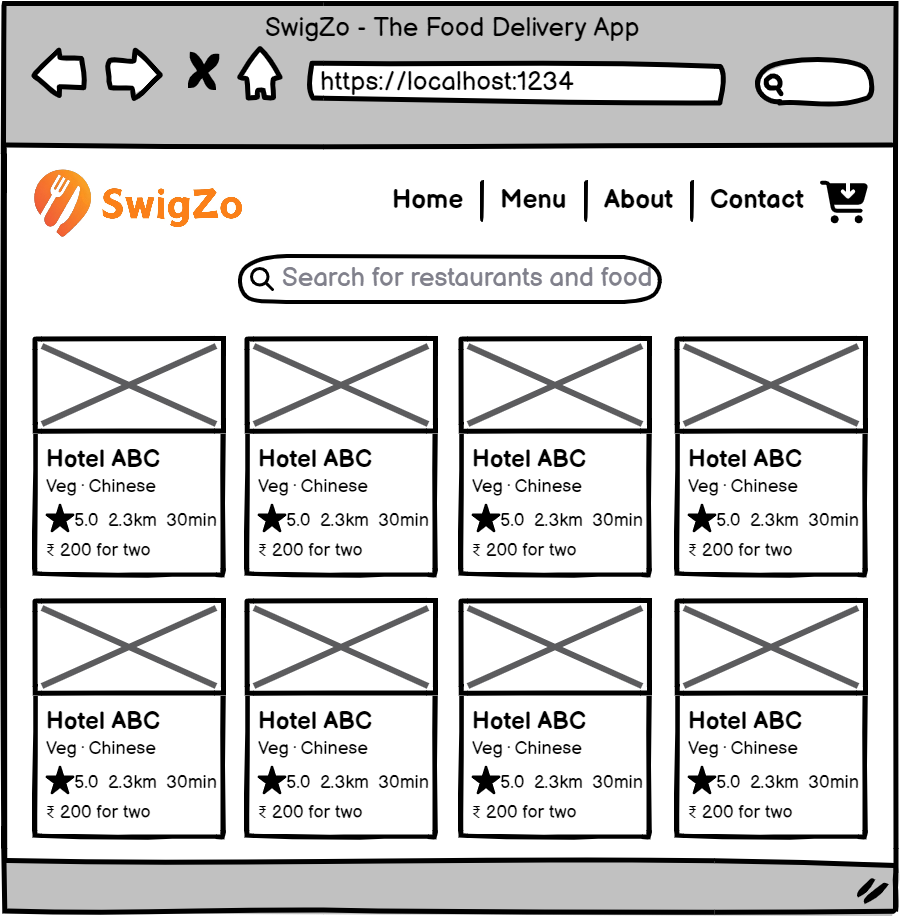 SwigZo - The Food Delivery App
https://localhost:1234
SwigZo
Home Menu About Contact
Search for restaurants and food
Hotel ABC Hotel ABC Hotel ABC Hotel ABC
Veg · Chinese Veg · Chinese Veg · Chinese Veg · Chinese
5.0 2.3km 30min 5.0 2.3km 30min 5.0 2.3km 30min 5.0 2.3km 30min
₹ 200 for two ₹ 200 for two ₹ 200 for two ₹ 200 for two
Hotel ABC Hotel ABC Hotel ABC Hotel ABC
Veg · Chinese Veg · Chinese Veg · Chinese Veg · Chinese
5.0 2.3km 30min 5.0 2.3km 30min 5.0 2.3km 30min 5.0 2.3km 30min
₹ 200 for two ₹ 200 for two ₹ 200 for two ₹ 200 for two